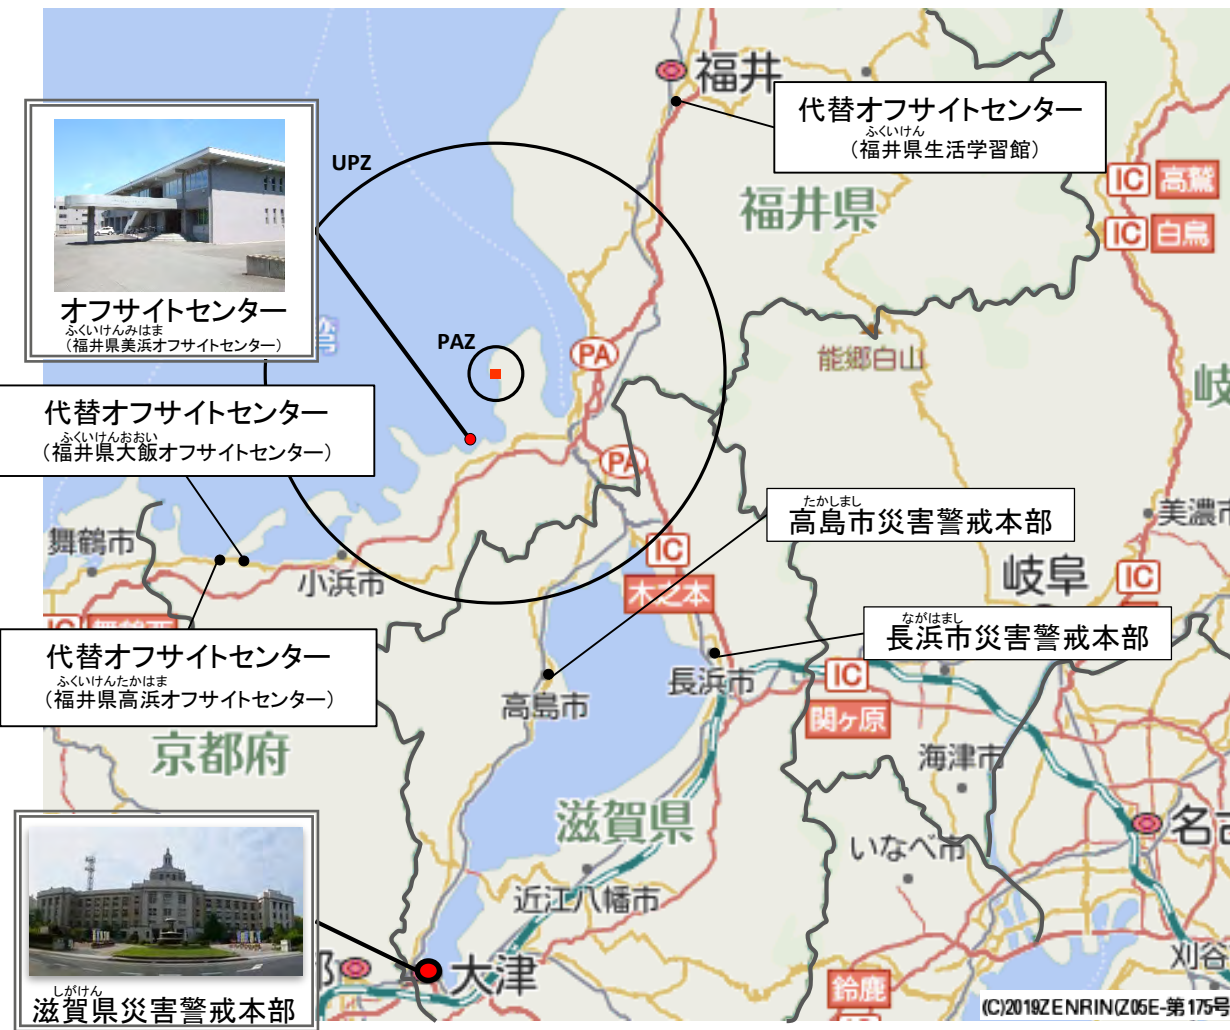 福井
代替オフサイトセンター
ふくいけん
（福井県生活学習館）
UPZ
IC 高鷲
福井県
IC 白鳥
オフサイトセンター
ふくいけんみはま
（福井県美浜オフサイトセンター）
湾
PAZ
PA
能郷白山
岐
代替オフサイトセンター
ふくいけんおおい
（福井県大飯オフサイトセンター）
PA
たかしまし
高島市災害警戒本部
美濃市
舞鶴市
IC
木之本
小浜市
岐阜
IC
IC 舞鶴西
ながはまし
長浜市災害警戒本部
代替オフサイトセンター
ふくいけんたかはま
（福井県高浜オフサイトセンター）
長浜市
IC
関ヶ原
高島市
京都府
海津市
滋賀県
名古
いなべ市
近江八幡市
刈谷
都
大津
鈴鹿
しがけん
滋賀県災害警戒本部
(C)2019ZENRIN(Z05E-第175号